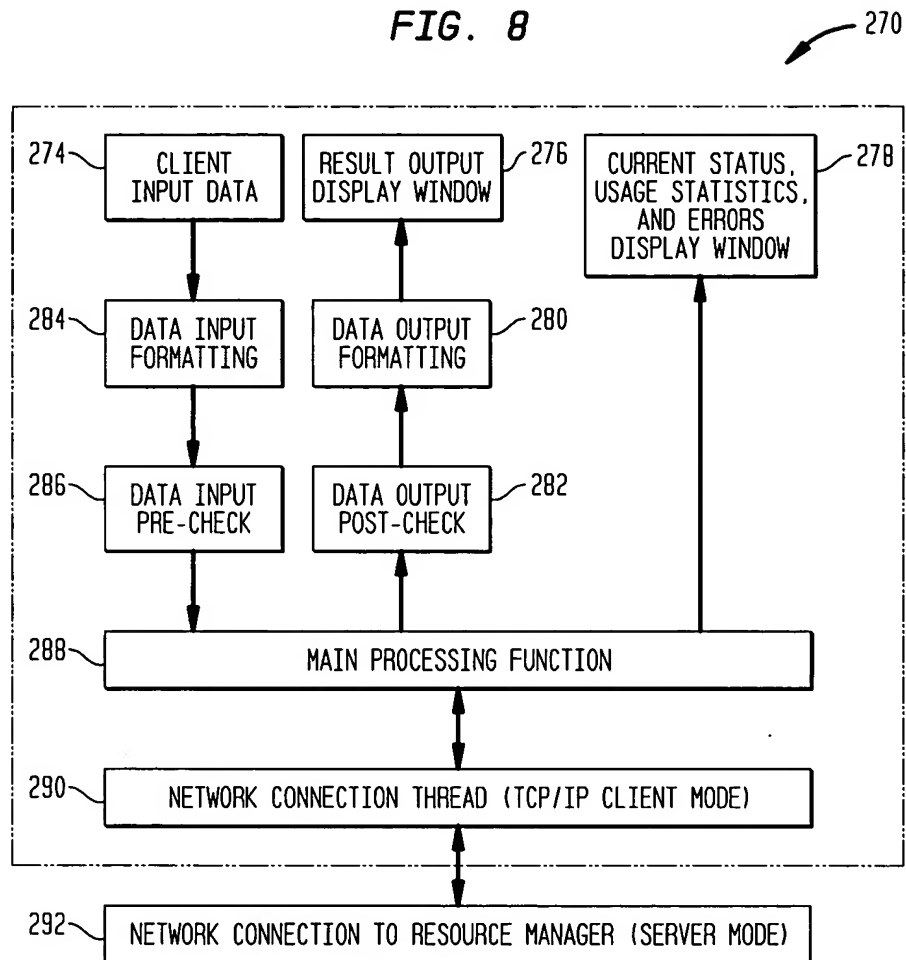 FIG. 8
270
274
CLIENT
INPUT DATA
RESULT OUTPUT
DISPLAY WINDOW
276
CURRENT STATUS,
USAGE STATISTICS,
AND ERRORS
DISPLAY WINDOW
278
284
DATA INPUT
FORMATTING
DATA OUTPUT
FORMATTING
280
286
DATA INPUT
PRE-CHECK
DATA OUTPUT
POST-CHECK
282
288
MAIN PROCESSING FUNCTION
290
NETWORK CONNECTION THREAD (TCP/IP CLIENT MODE)
292
NETWORK CONNECTION TO RESOURCE MANAGER (SERVER MODE)